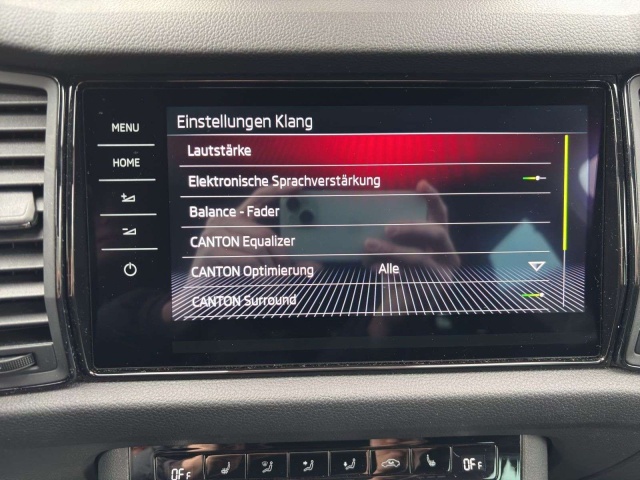 Einstellungen Klang
MENU
Lautstärke
HOME
Elektronische Sprachverstärkung
Balance - Fader
CANTON Equalizer
CANTON Optimierung Alle
CANTON Surround
OFF
OFF